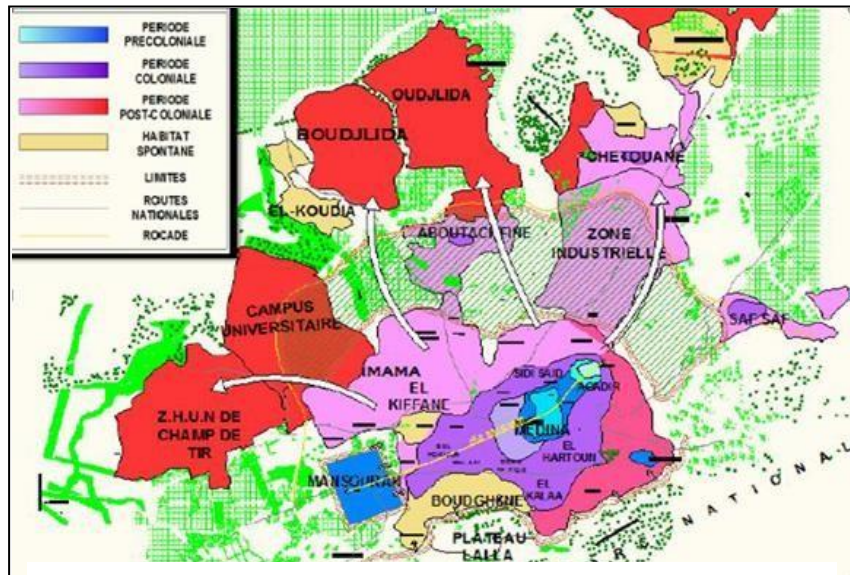 PERIODE
PRECOLONIALE
PERIODE
COLONIALE
PERIODE
POST-COLONIALE
HABITAT
SPONTANE
LIMITES
ROUTES
NATIONALES
ROCADE
OUDJLIDA
BOUDJLIDA
CHETOUANE
EL-KOUDIA
ABOUTACHFINE
ZONE
INDUSTRIELLE
CAMPUS
UNIVERSITAIRE
SAF SAF
IMAMA
EL
KIFFANE
SIDI SAID
AGADIR
Z.H.U.N DE
CHAMP DE
TIR
MEDINA
EL
HARTOUN
MANSOURAH
EL
KALAA
BOUDGHENE
PLATEAU
LALLA
NATIONAL